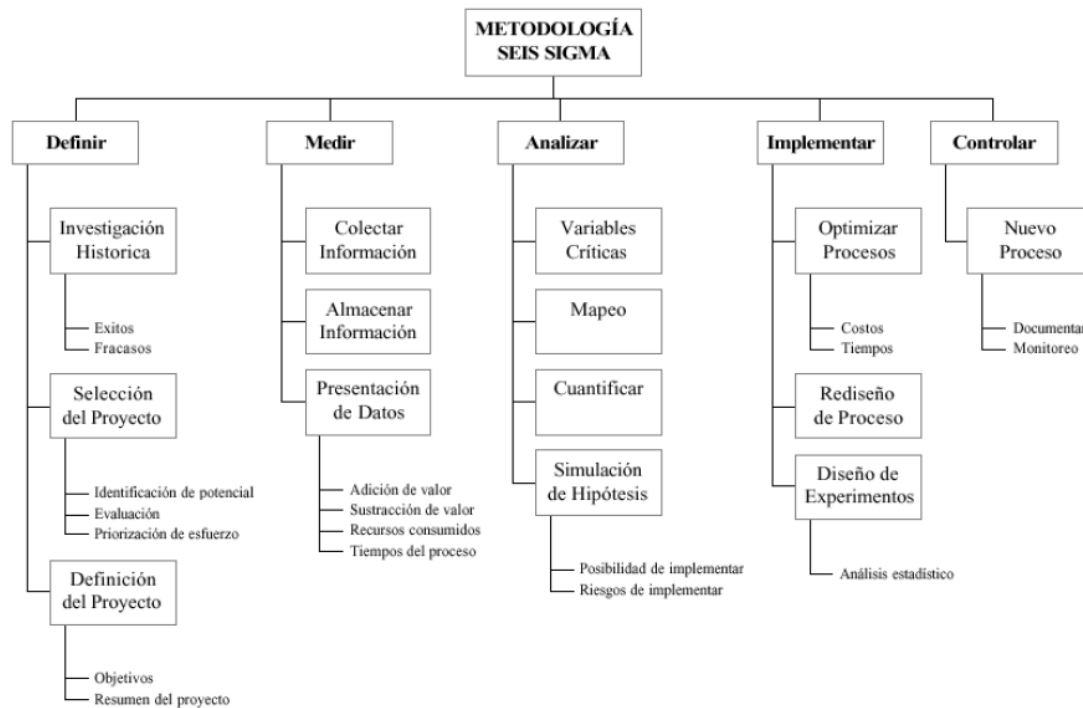 METODOLOGÍA
SEIS SIGMA
Definir
Investigación
Historica
Exitos
Fracasos
Selección
del Proyecto
Identificación de potencial
Evaluación
Priorización de esfuerzo
Definición
del Proyecto
Objetivos
Resumen del proyecto
Medir
Colectar
Información
Almacenar
Información
Presentación
de Datos
Adición de valor
Sustracción de valor
Recursos consumidos
Tiempos del proceso
Analizar
Variables
Críticas
Mapeo
Cuantificar
Simulación
de Hipótesis
Posibilidad de implementar
Riesgos de implementar
Implementar
Optimizar
Procesos
Costos
Tiempos
Rediseño
de Proceso
Diseño de
Experimentos
Análisis estadístico
Controlar
Nuevo
Proceso
Documentar
Monitoreo